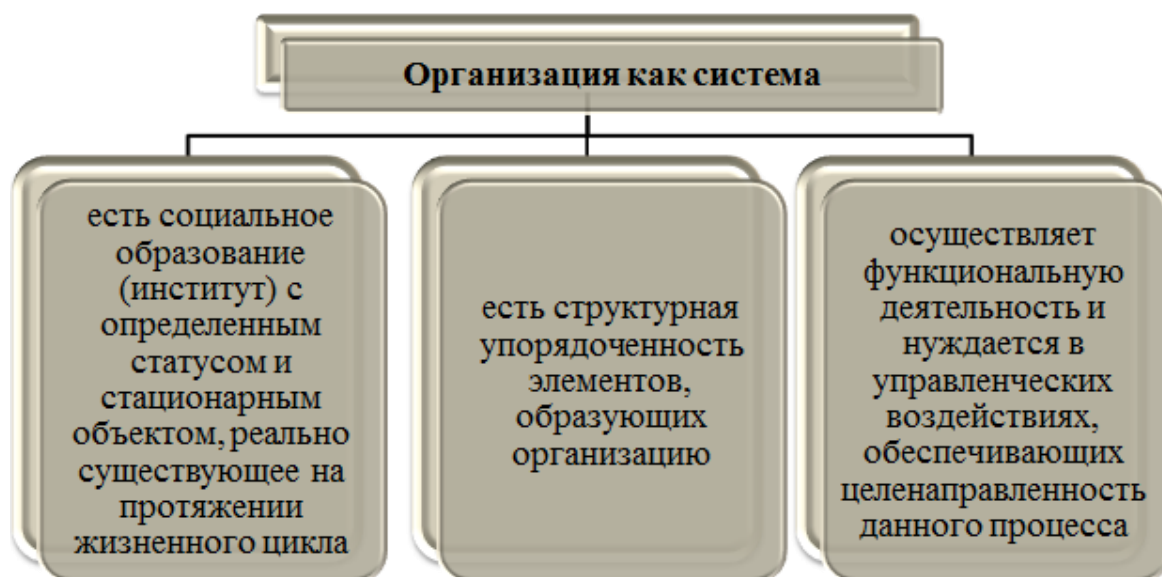 Организация как система
есть социальное
образование
(институт) с
определенным
статусом и
стационарным
объектом, реально
существующее на
протяжении
жизненного цикла
есть структурная
упорядоченность
элементов,
образующих
организацию
осуществляет
функциональную
деятельность и
нуждается в
управленческих
воздействиях,
обеспечивающих
целенаправленность
данного процесса